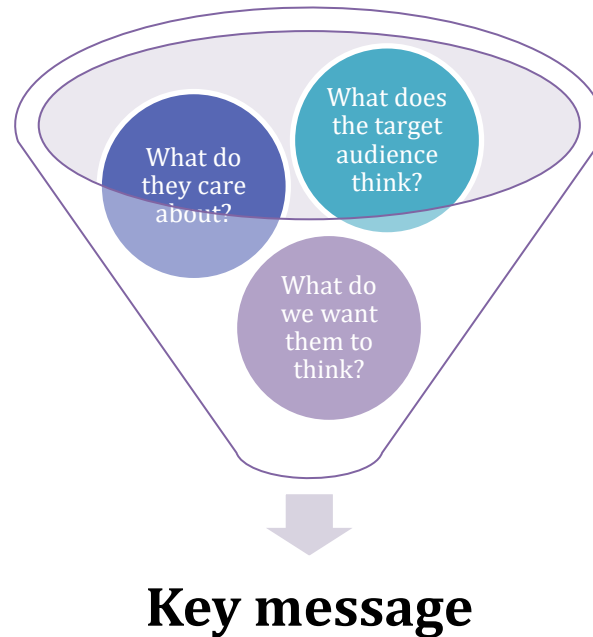 What does
the target
audience
think?
What do
they care
about?
What do
we want
them to
think?
Key message